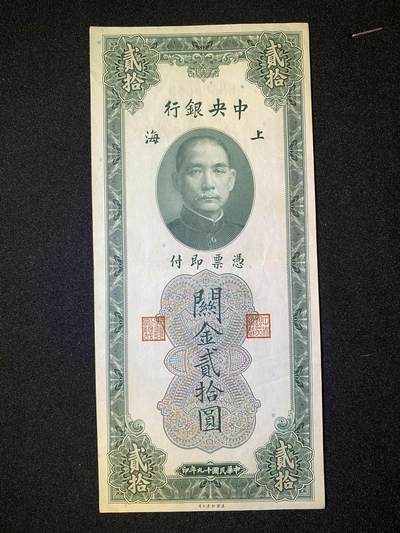 貳拾
貳拾
中央銀行
上海
憑票即付
關金貳拾圓
中華民國十九年印
貳拾
貳拾